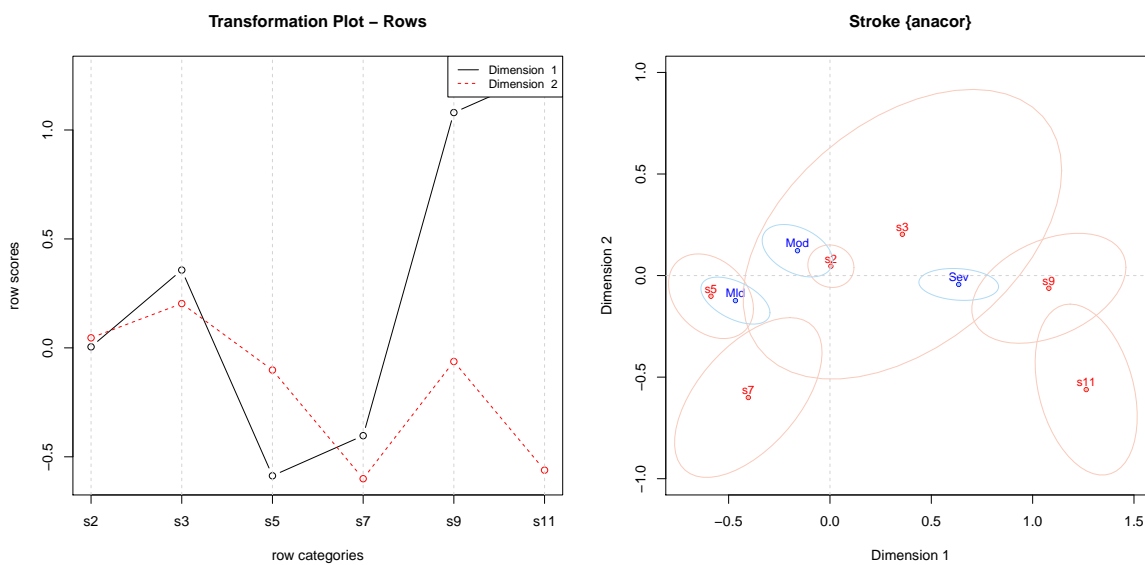 Transformation Plot – Rows
Dimension 1
Dimension 2
row scores
1.0
0.5
0.0
−0.5
s2 s3 s5 s7 s9 s11
row categories
Stroke {anacor}
Dimension 2
1.0
0.5
0.0
−0.5
−1.0
s3
Mod
s2
Sev
s9
s5
Mld
s7
s11
−0.5 0.0 0.5 1.0 1.5
Dimension 1